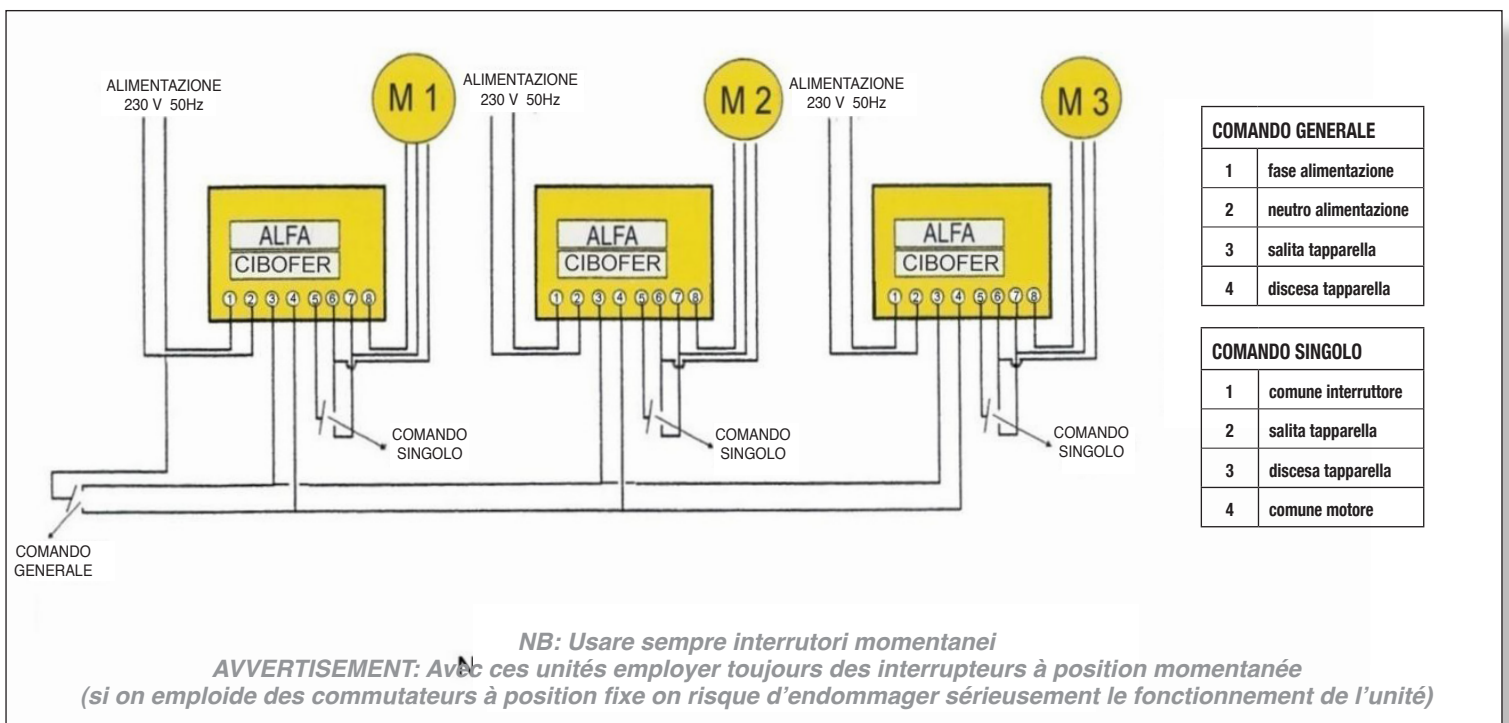 ALIMENTAZIONE
230 V 50Hz
M 1
ALIMENTAZIONE
230 V 50Hz
M 2
ALIMENTAZIONE
230 V 50Hz
M 3
ALFA
CIBOFER
1 2 3 4 5 6 7 8
ALFA
CIBOFER
1 2 3 4 5 6 7 8
ALFA
CIBOFER
1 2 3 4 5 6 7 8
COMANDO
SINGOLO
COMANDO
SINGOLO
COMANDO
SINGOLO
COMANDO
GENERALE
COMANDO GENERALE
1 fase alimentazione
2 neutro alimentazione
3 salita tapparella
4 discesa tapparella
COMANDO SINGOLO
1 comune interruttore
2 salita tapparella
3 discesa tapparella
4 comune motore
NB: Usare sempre interrutori momentanei
AVVERTISEMENT: Avec ces unités employer toujours des interrupteurs à position momentanée
(si on emploide des commutateurs à position fixe on risque d'endommager sérieusement le fonctionnement de l'unité)